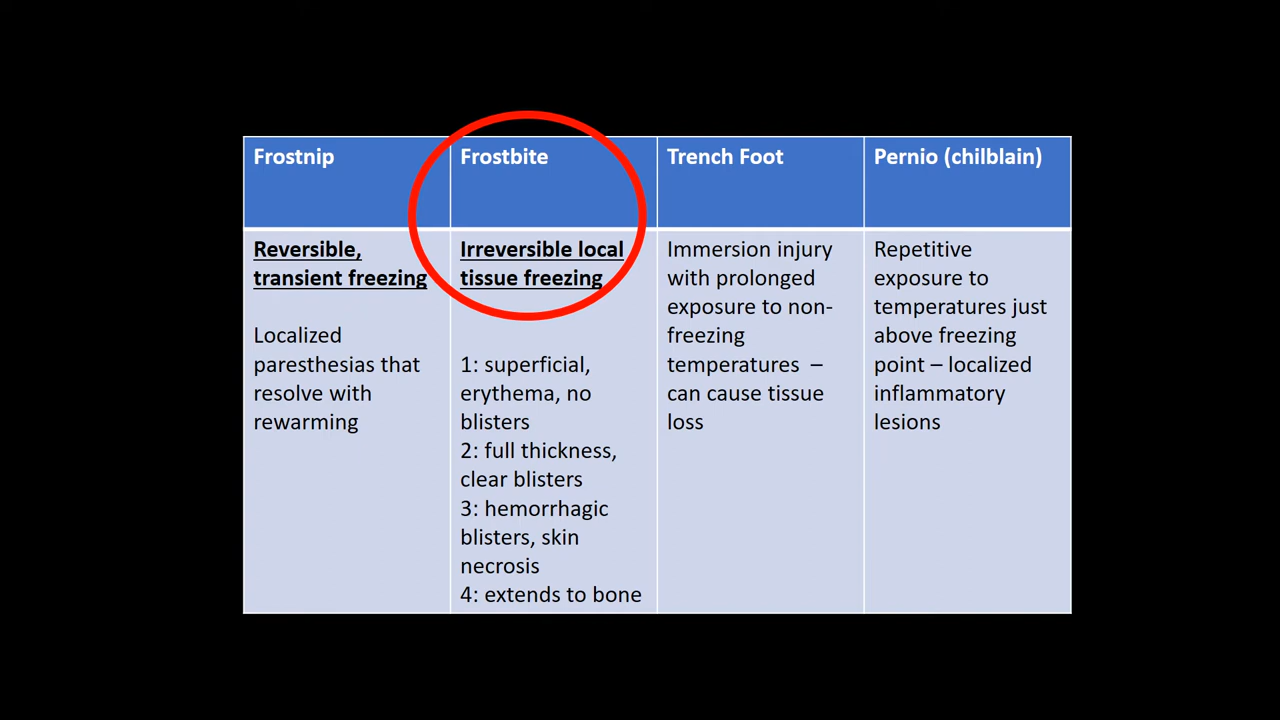 Frostnip
Frostbite
Trench Foot
Pernio (chilblain)
Reversible,
transient freezing
Localized
paresthesias that
resolve with
rewarming
Irreversible local
tissue freezing
1: superficial,
erythema, no
blisters
2: full thickness,
clear blisters
3: hemorrhagic
blisters, skin
necrosis
4: extends to bone
Immersion injury
with prolonged
exposure to non-
freezing
temperatures –
can cause tissue
loss
Repetitive
exposure to
temperatures just
above freezing
point – localized
inflammatory
lesions